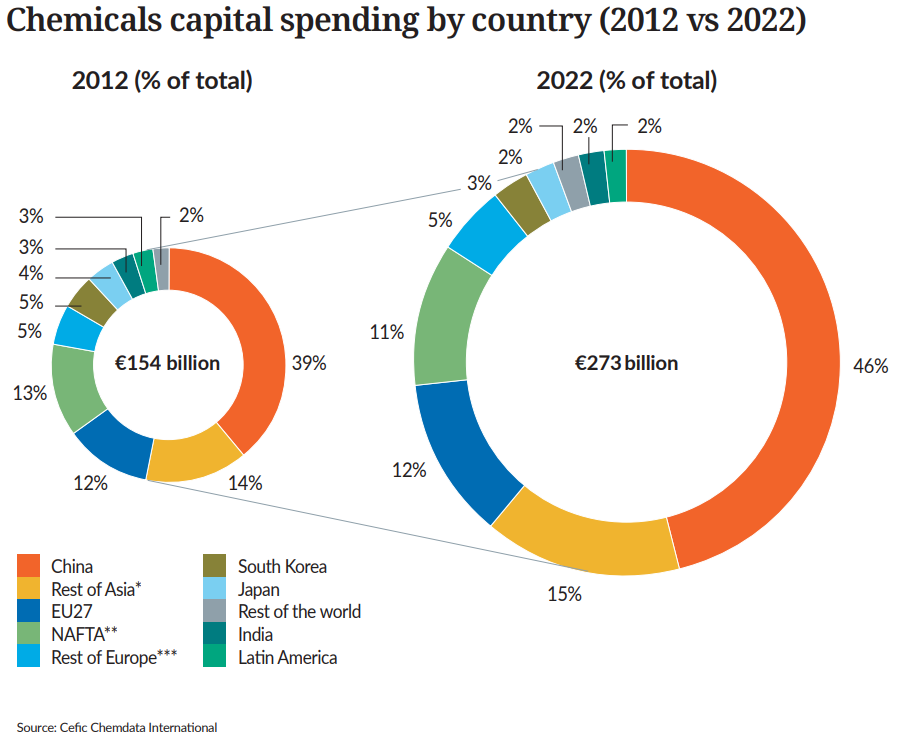 Chemicals capital spending by country (2012 vs 2022)
2012 (% of total)
2022 (% of total)
2%
2%
2%
2%
3%
5%
11%
12%
15%
46%
€273 billion
3%
3%
4%
5%
5%
13%
12%
14%
39%
2%
€154 billion
China
Rest of Asia*
EU27
NAFTA**
Rest of Europe***
South Korea
Japan
Rest of the world
India
Latin America
Source: Cefic Chemdata International